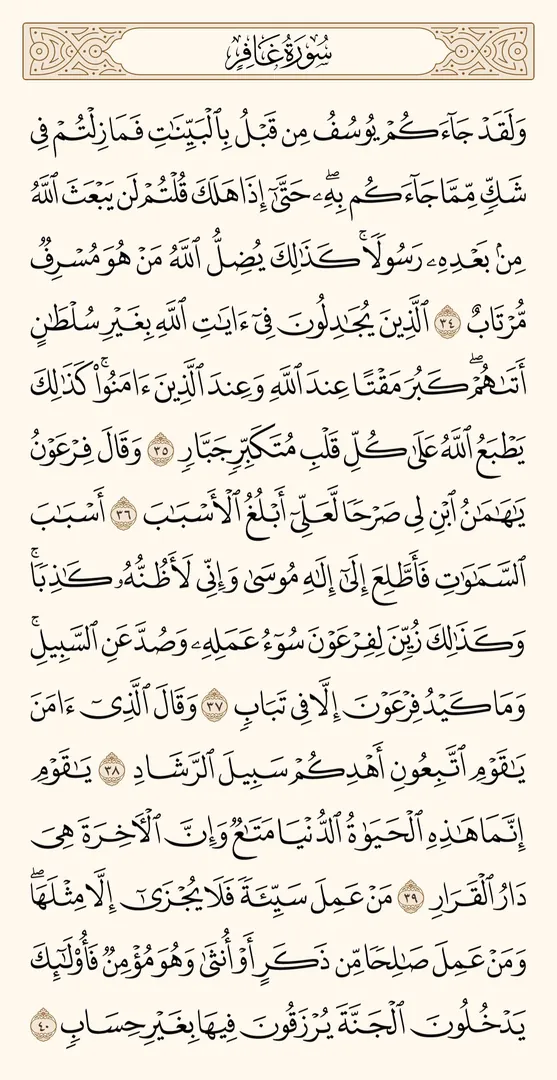 سُورَةُ غَافِرٍ
وَلَقَدْ جَآءَكُمْ يُوسُفُ مِن قَبْلُ بِٱلْبَيِّنَٰتِ فَمَا زِلْتُمْ فِى
شَكٍّ مِّمَّا جَآءَكُم بِهِۦۖ حَتَّىٰٓ إِذَا هَلَكَ قُلْتُمْ لَن يَبْعَثَ ٱللَّهُ
مِنۢ بَعْدِهِۦ رَسُولًاۚ كَذَٰلِكَ يُضِلُّ ٱللَّهُ مَنْ هُوَ مُسْرِفٌ
مُّرْتَابٌ ٣٤ ٱلَّذِينَ يُجَٰدِلُونَ فِىٓ ءَايَٰتِ ٱللَّهِ بِغَيْرِ سُلْطَٰنٍ
أَتَىٰهُمْۖ كَبُرَ مَقْتًا عِندَ ٱللَّهِ وَعِندَ ٱلَّذِينَ ءَامَنُوا۟ۚ كَذَٰلِكَ
يَطْبَعُ ٱللَّهُ عَلَىٰ كُلِّ قَلْبِ مُتَكَبِّرٍ جَبَّارٍ ٣٥ وَقَالَ فِرْعَوْنُ
يَٰهَٰمَٰنُ ٱبْنِ لِى صَرْحًا لَّعَلِّىٓ أَبْلُغُ ٱلْأَسْبَٰبَ ٣٦ أَسْبَٰبَ
ٱلسَّمَٰوَٰتِ فَأَطَّلِعَ إِلَىٰٓ إِلَٰهِ مُوسَىٰ وَإِنِّى لَأَظُنُّهُۥ كَٰذِبًاۚ
وَكَذَٰلِكَ زُيِّنَ لِفِرْعَوْنَ سُوٓءُ عَمَلِهِۦ وَصُدَّ عَنِ ٱلسَّبِيلِۚ
وَمَا كَيْدُ فِرْعَوْنَ إِلَّا فِى تَبَابٍ ٣٧ وَقَالَ ٱلَّذِىٓ ءَامَنَ
يَٰقَوْمِ ٱتَّبِعُونِ أَهْدِكُمْ سَبِيلَ ٱلرَّشَادِ ٣٨ يَٰقَوْمِ
إِنَّمَا هَٰذِهِ ٱلْحَيَوٰةُ ٱلدُّنْيَا مَتَٰعٌ وَإِنَّ ٱلْءَاخِرَةَ هِىَ
دَارُ ٱلْقَرَارِ ٣٩ مَنْ عَمِلَ سَيِّئَةً فَلَا يُجْزَىٰٓ إِلَّا مِثْلَهَاۖ
وَمَنْ عَمِلَ صَٰلِحًا مِّن ذَكَرٍ أَوْ أُنثَىٰ وَهُوَ مُؤْمِنٌ فَأُو۟لَٰٓئِكَ
يَدْخُلُونَ ٱلْجَنَّةَ يُرْزَقُونَ فِيهَا بِغَيْرِ حِسَابٍ ٤٠